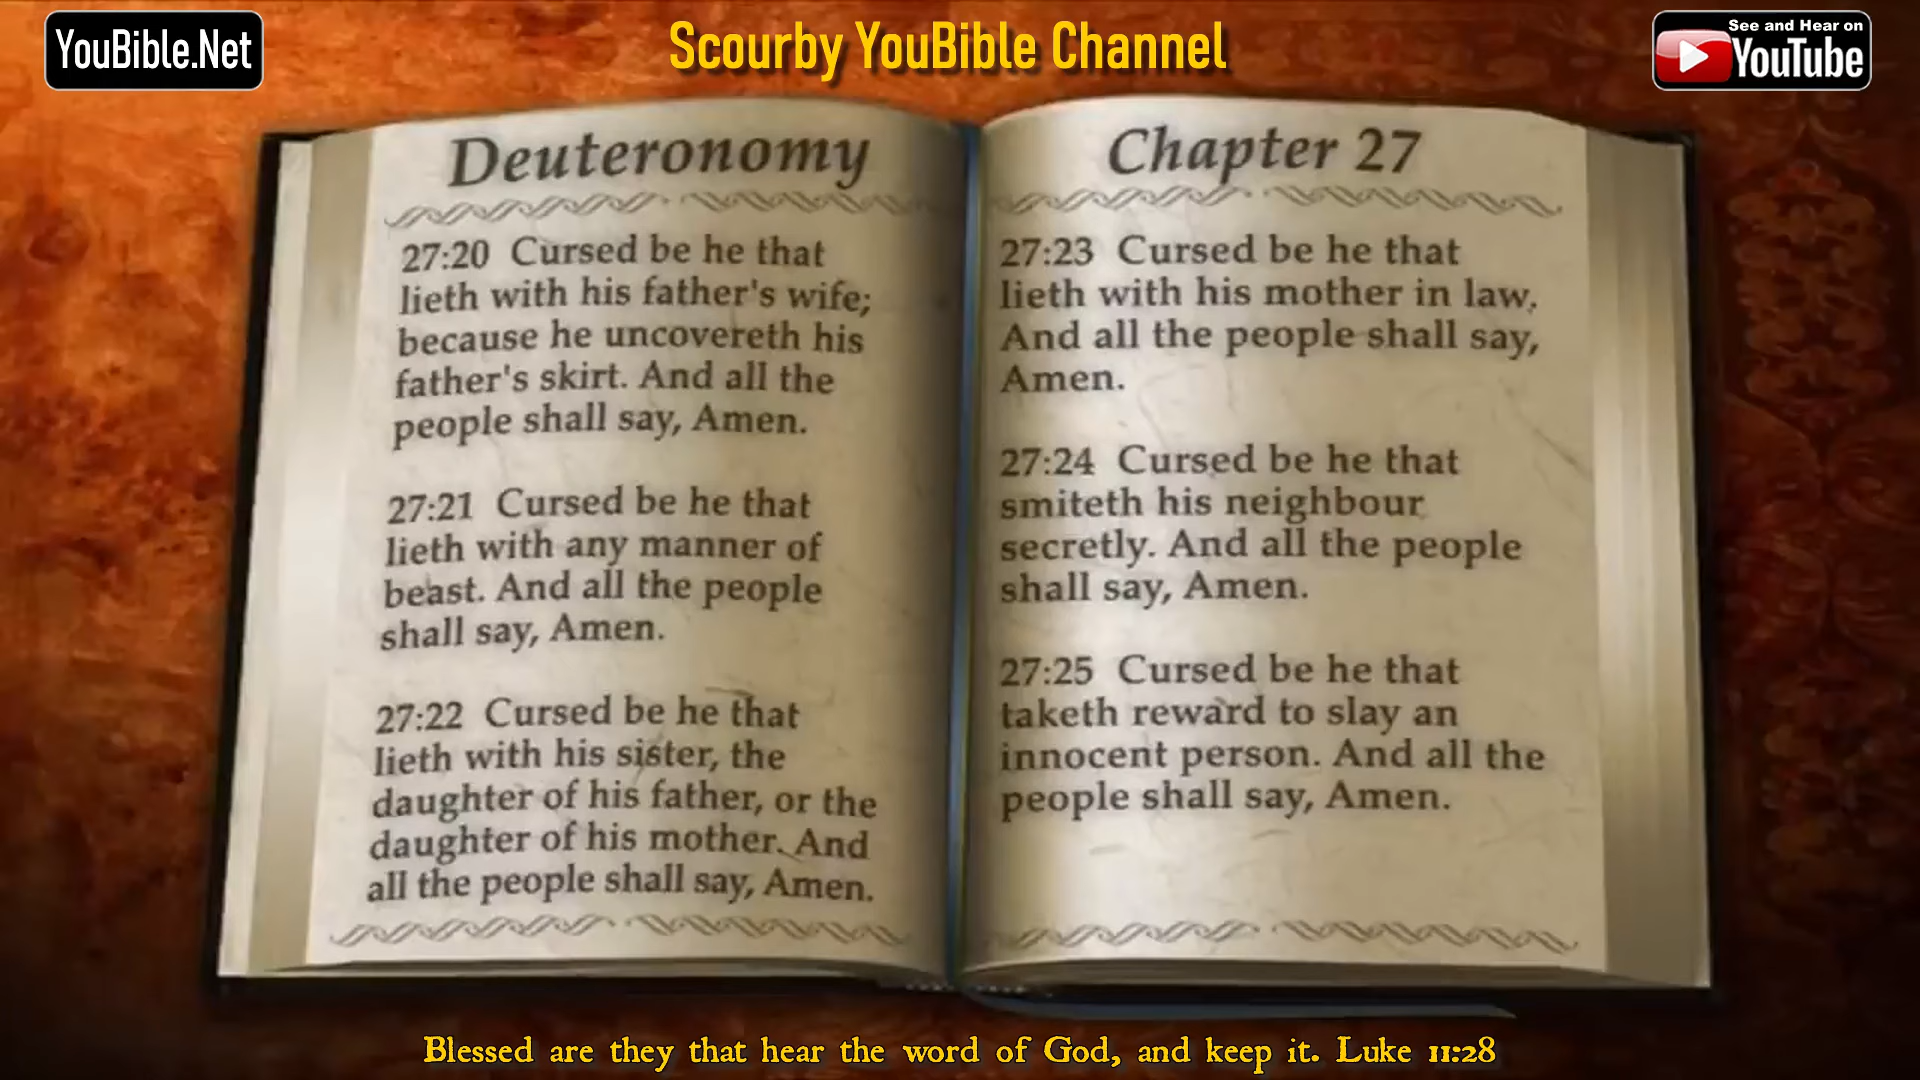 YouBible.Net
Scourby YouBible Channel
See and Hear on
YouTube
Deuteronomy
27:20 Cursed be he that
lieth with his father's wife;
because he uncovereth his
father's skirt. And all the
people shall say, Amen.
27:21 Cursed be he that
lieth with any manner of
beast. And all the people
shall say, Amen.
27:22 Cursed be he that
lieth with his sister, the
daughter of his father, or the
daughter of his mother. And
all the people shall say, Amen.
Chapter 27
27:23 Cursed be he that
lieth with his mother in law.
And all the people shall say,
Amen.
27:24 Cursed be he that
smiteth his neighbour
secretly. And all the people
shall say, Amen.
27:25 Cursed be he that
taketh reward to slay an
innocent person. And all the
people shall say, Amen.
Blessed are they that hear the word of God, and keep it. Luke 11:28